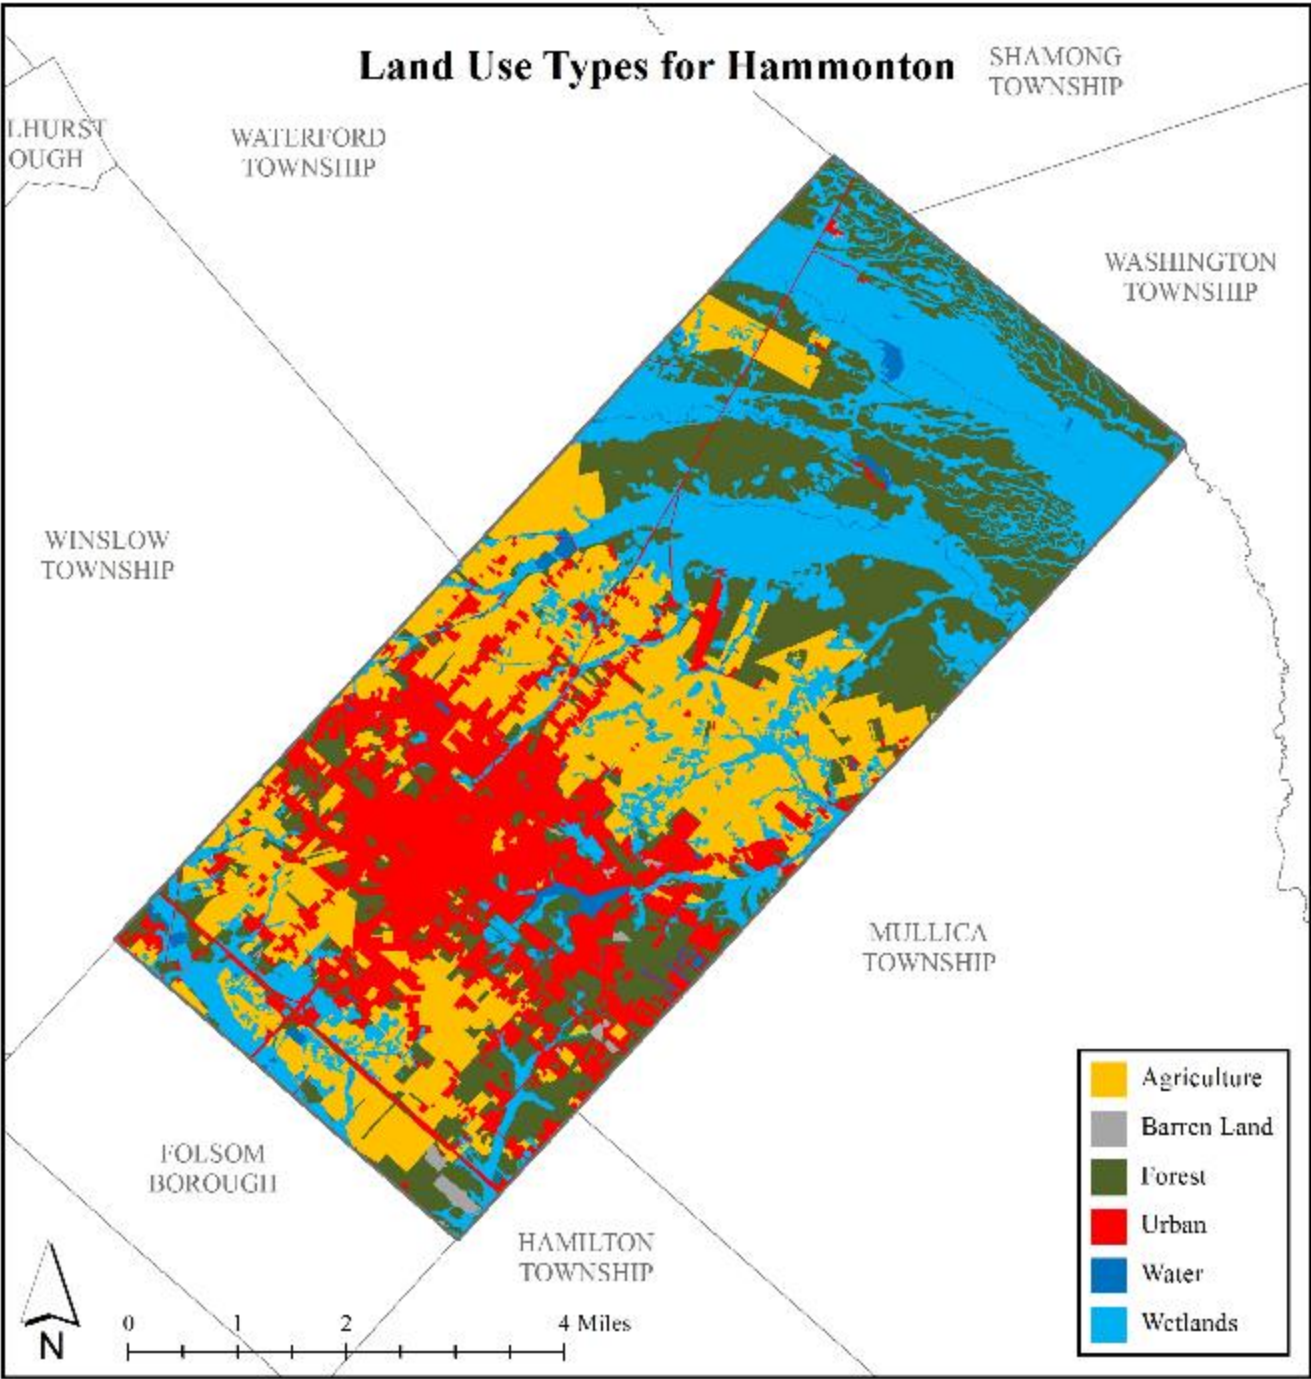 Land Use Types for Hammonton
SHAMONG
TOWNSHIP
LHURST
OUGH
WATERFORD
TOWNSHIP
WASHINGTON
TOWNSHIP
WINSLOW
TOWNSHIP
MULLICA
TOWNSHIP
FOLSOM
BOROUGH
HAMILTON
TOWNSHIP
Agriculture
Barren Land
Forest
Urban
Water
Wetlands
N
0 1 2 4 Miles